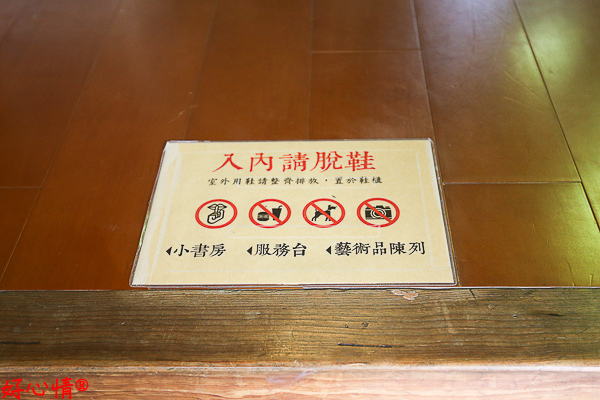 入內請脫鞋
室外用鞋請整齊排放，置於鞋櫃
◀小書房 ◀服務台 ◀藝術品陳列
好心情®